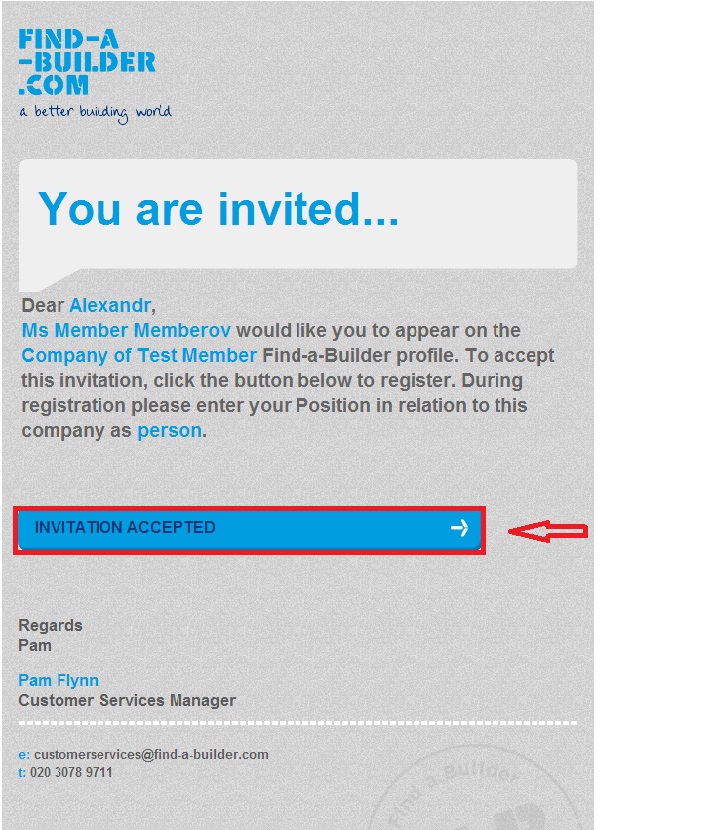 FIND-A
-BUILDER
.COM
a better building world
You are invited...
Dear Alexandr,
Ms Member Memberov would like you to appear on the
Company of Test Member Find-a-Builder profile. To accept
this invitation, click the button below to register. During
registration please enter your Position in relation to this
company as person.
INVITATION ACCEPTED
Regards
Pam
Pam Flynn
Customer Services Manager
e: customerservices@find-a-builder.com
t: 020 3078 9711
Find a Builder